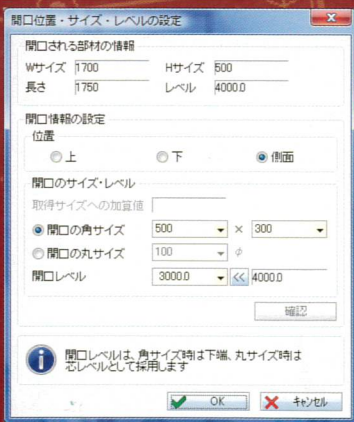 開口位置・サイズ・レベルの設定
開口される部材の情報
Wサイズ 1700 Hサイズ 500
長さ 1750 レベル 4000.0
開口情報の設定
位置
上 下 側面
開口のサイズ・レベル
取得サイズへの加算値
開口の角サイズ 500 × 300
開口の丸サイズ 100 φ
開口レベル 3000.0 << 4000.0
確認
開口レベルは、角サイズ時は下端、丸サイズ時は
芯レベルとして採用します
OK キャンセル